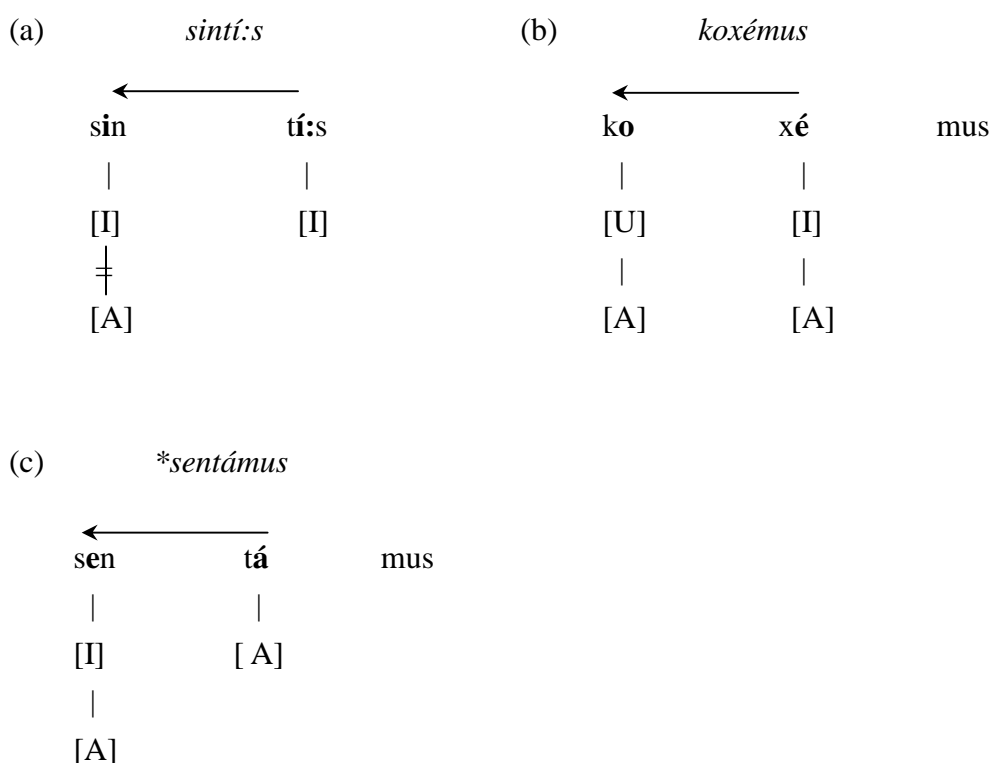 (a) sintí:s (b) koxémus
sin tí:s ko xé mus
| | | |
[I] [I] [U] [I]
| |
[A] [A] [A]
(c) *sentámus
sen tá mus
| |
[I] [ A]
|
[A]